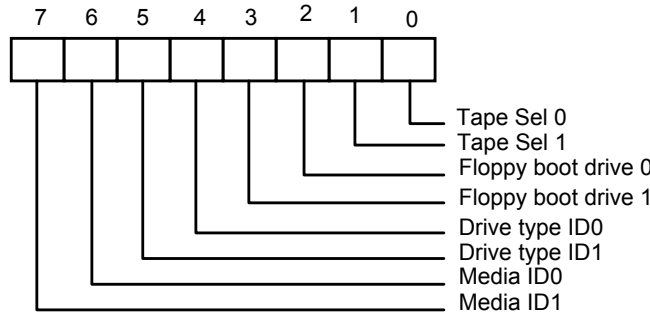 7 6 5 4 3 2 1 0
Tape Sel 0
Tape Sel 1
Floppy boot drive 0
Floppy boot drive 1
Drive type ID0
Drive type ID1
Media ID0
Media ID1